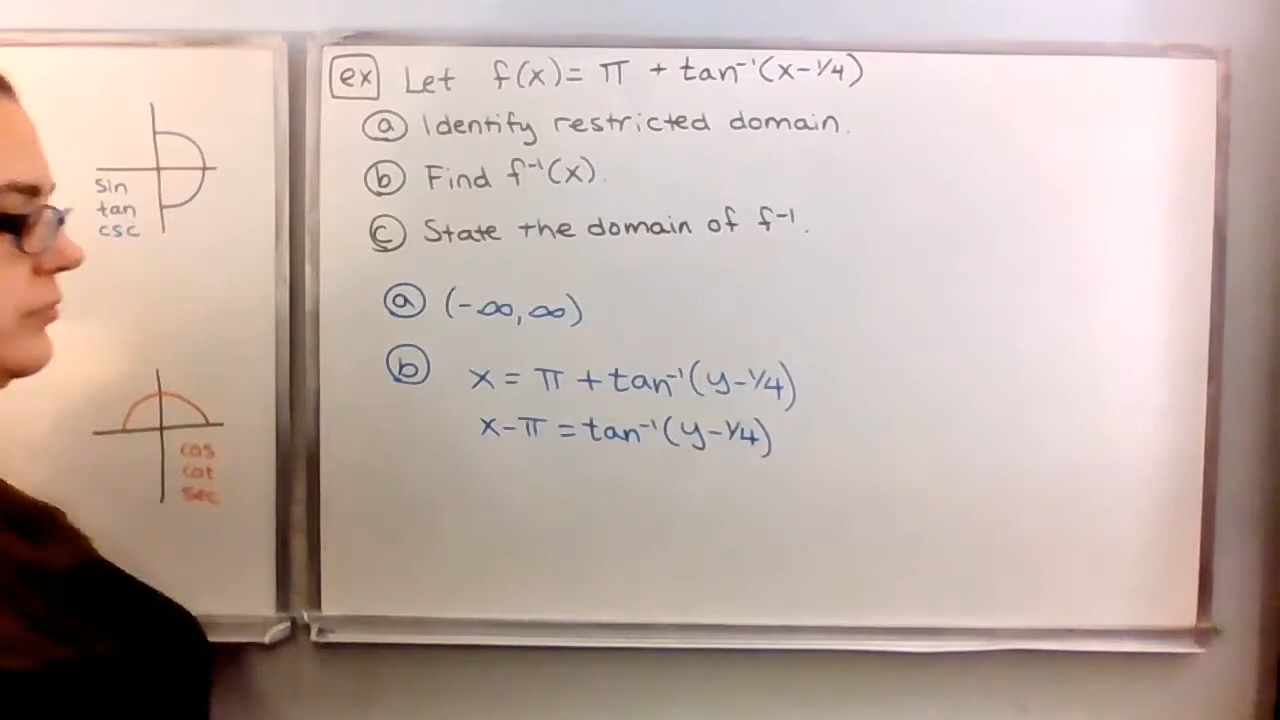 sin
tan
csc
cos
cot
sec
ex Let f(x) = π + tan⁻¹(x-1/4)
a Identify restricted domain.
b Find f⁻¹(x).
c State the domain of f⁻¹.
a (-∞,∞)
b x = π + tan⁻¹(y-1/4)
x-π = tan⁻¹(y-1/4)